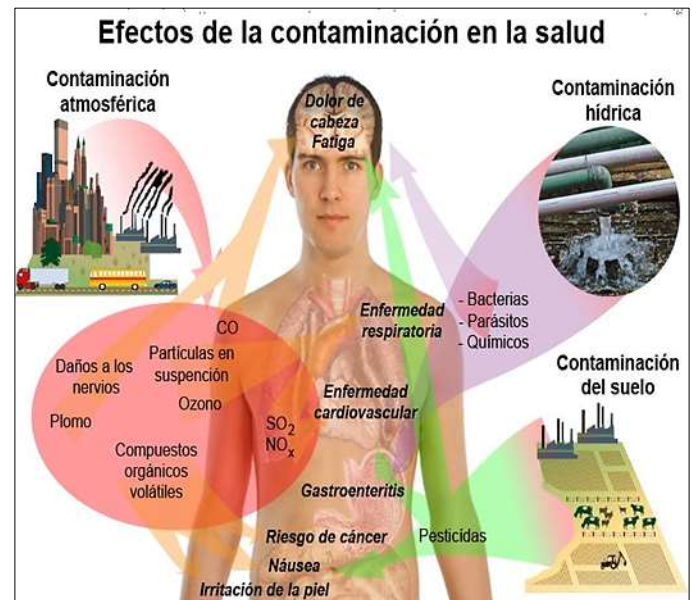 Efectos de la contaminación en la salud
Contaminación
atmosférica
Contaminación
hídrica
Dolor de
cabeza
Fatiga
- Bacterias
- Parásitos
- Químicos
Enfermedad
respiratoria
CO
Partículas en
suspención
Daños a los
nervios
Ozono
Plomo
SO₂
NOₓ
Compuestos
orgánicos
volátiles
Contaminación
del suelo
Enfermedad
cardiovascular
Gastroenteritis
Riesgo de cáncer
Pesticidas
Náusea
Irritación de la piel